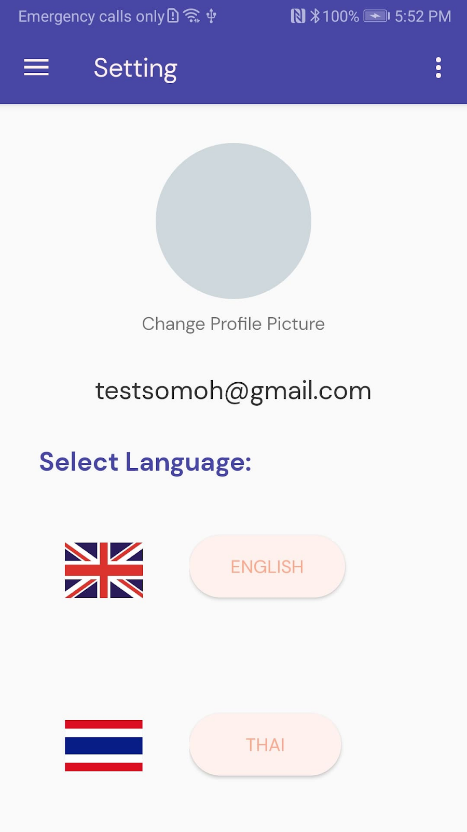 Emergency calls only
100%
5:52 PM
Setting
Change Profile Picture
testsomoh@gmail.com
Select Language:
ENGLISH
THAI